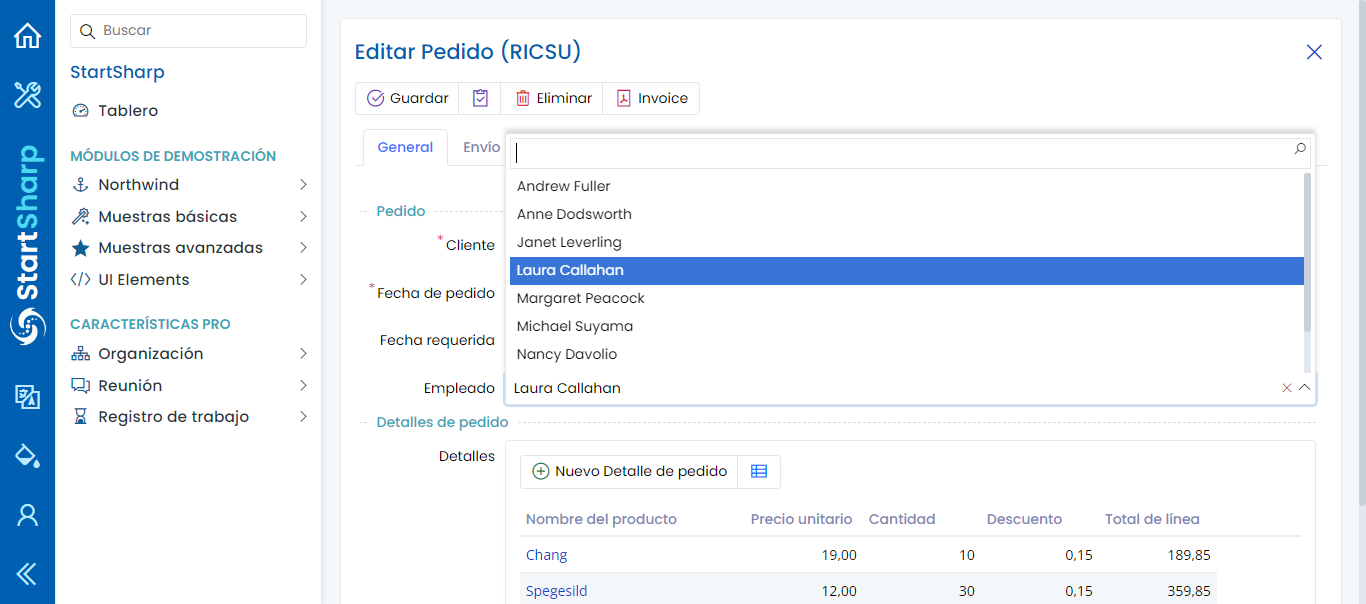 StartSharp
Buscar
StartSharp
Tablero
MÓDULOS DE DEMOSTRACIÓN
Northwind
Muestras básicas
Muestras avanzadas
UI Elements
CARACTERÍSTICAS PRO
Organización
Reunión
Registro de trabajo
Editar Pedido (RICSU)
Guardar Eliminar Invoice
General Envío
Pedido
* Cliente
* Fecha de pedido
Fecha requerida
Andrew Fuller
Anne Dodsworth
Janet Leverling
Laura Callahan
Margaret Peacock
Michael Suyama
Nancy Davolio
Empleado Laura Callahan
Detalles de pedido
Detalles
Nuevo Detalle de pedido
Nombre del producto Precio unitario Cantidad Descuento Total de línea
Chang 19,00 10 0,15 189,85
Spegesild 12,00 30 0,15 359,85